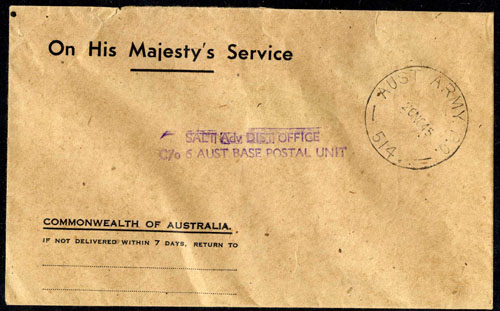 On His Majesty's Service
AUST ARMY P.O.
514
SALT Adv DIST OFFICE
C/o 6 AUST BASE POSTAL UNIT
COMMONWEALTH OF AUSTRALIA.
IF NOT DELIVERED WITHIN 7 DAYS, RETURN TO